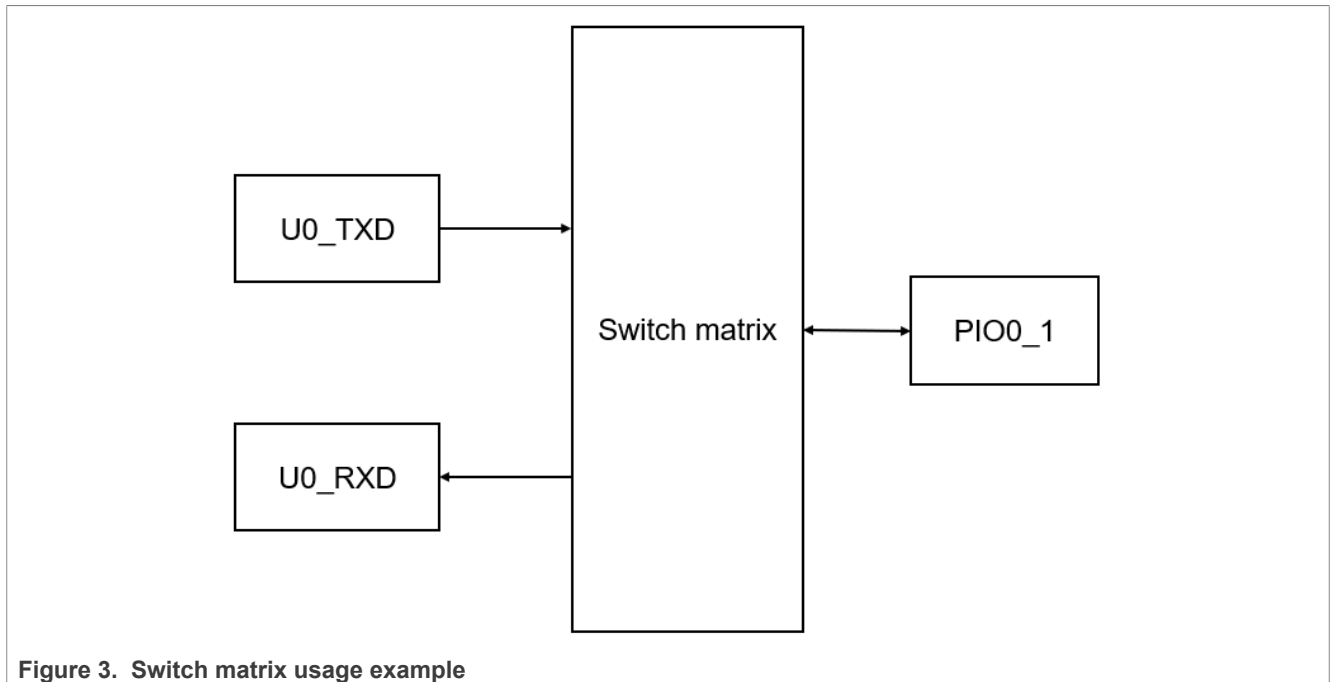 U0_TXD
Switch matrix
PIO0_1
U0_RXD
Figure 3. Switch matrix usage example